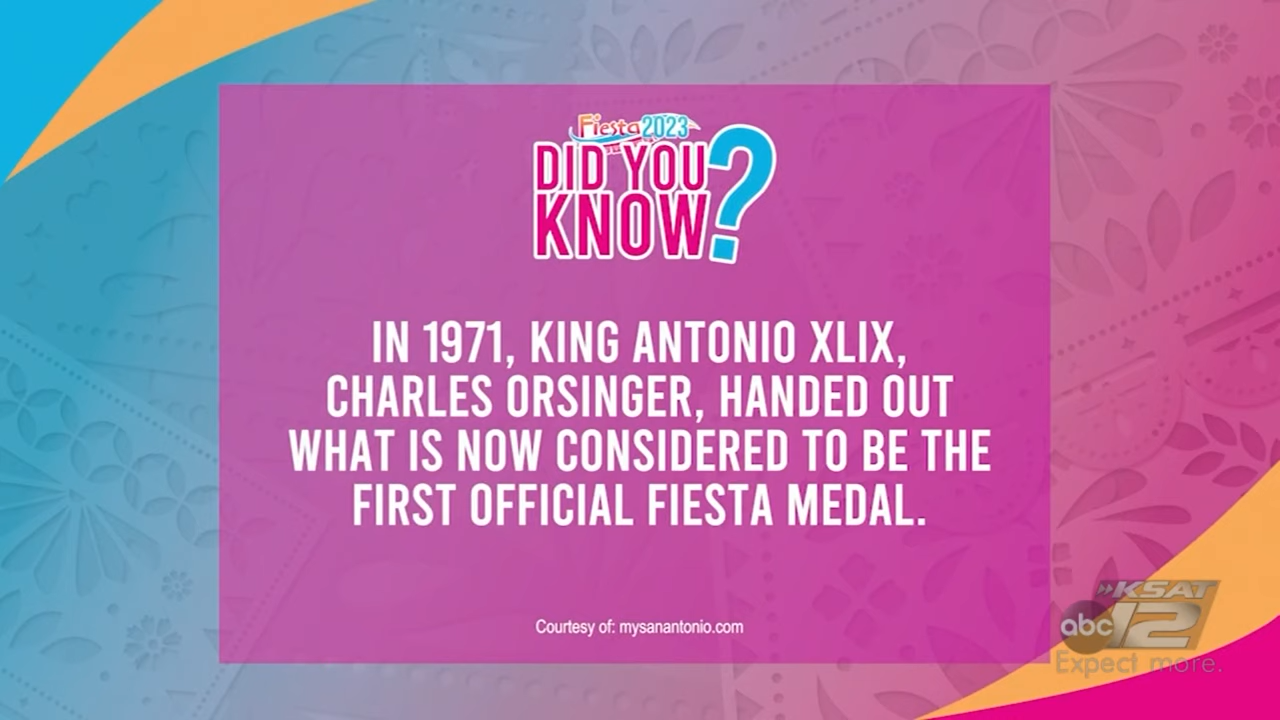 Fiesta 2023
DID YOU
KNOW?
IN 1971, KING ANTONIO XLIX,
CHARLES ORSINGER, HANDED OUT
WHAT IS NOW CONSIDERED TO BE THE
FIRST OFFICIAL FIESTA MEDAL.
Courtesy of: mysanantonio.com
»KSAT
abc 12
Expect more.